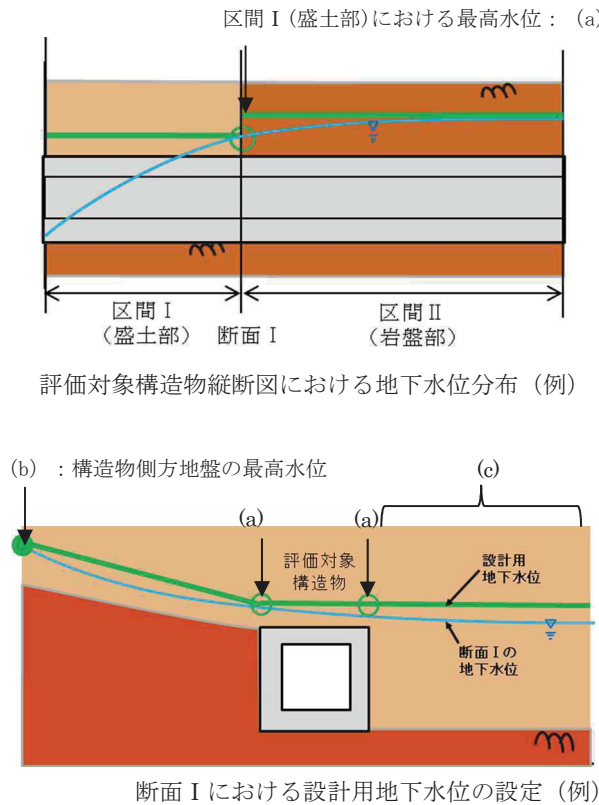 区間Ⅰ(盛土部)における最高水位：(a)
区間Ⅰ
(盛土部)
断面Ⅰ
区間Ⅱ
(岩盤部)
評価対象構造物縦断図における地下水位分布（例）
(b) ：構造物側方地盤の最高水位
(c)
(a)
(a)
評価対象
構造物
設計用
地下水位
断面Ⅰの
地下水位
断面Ⅰにおける設計用地下水位の設定（例）